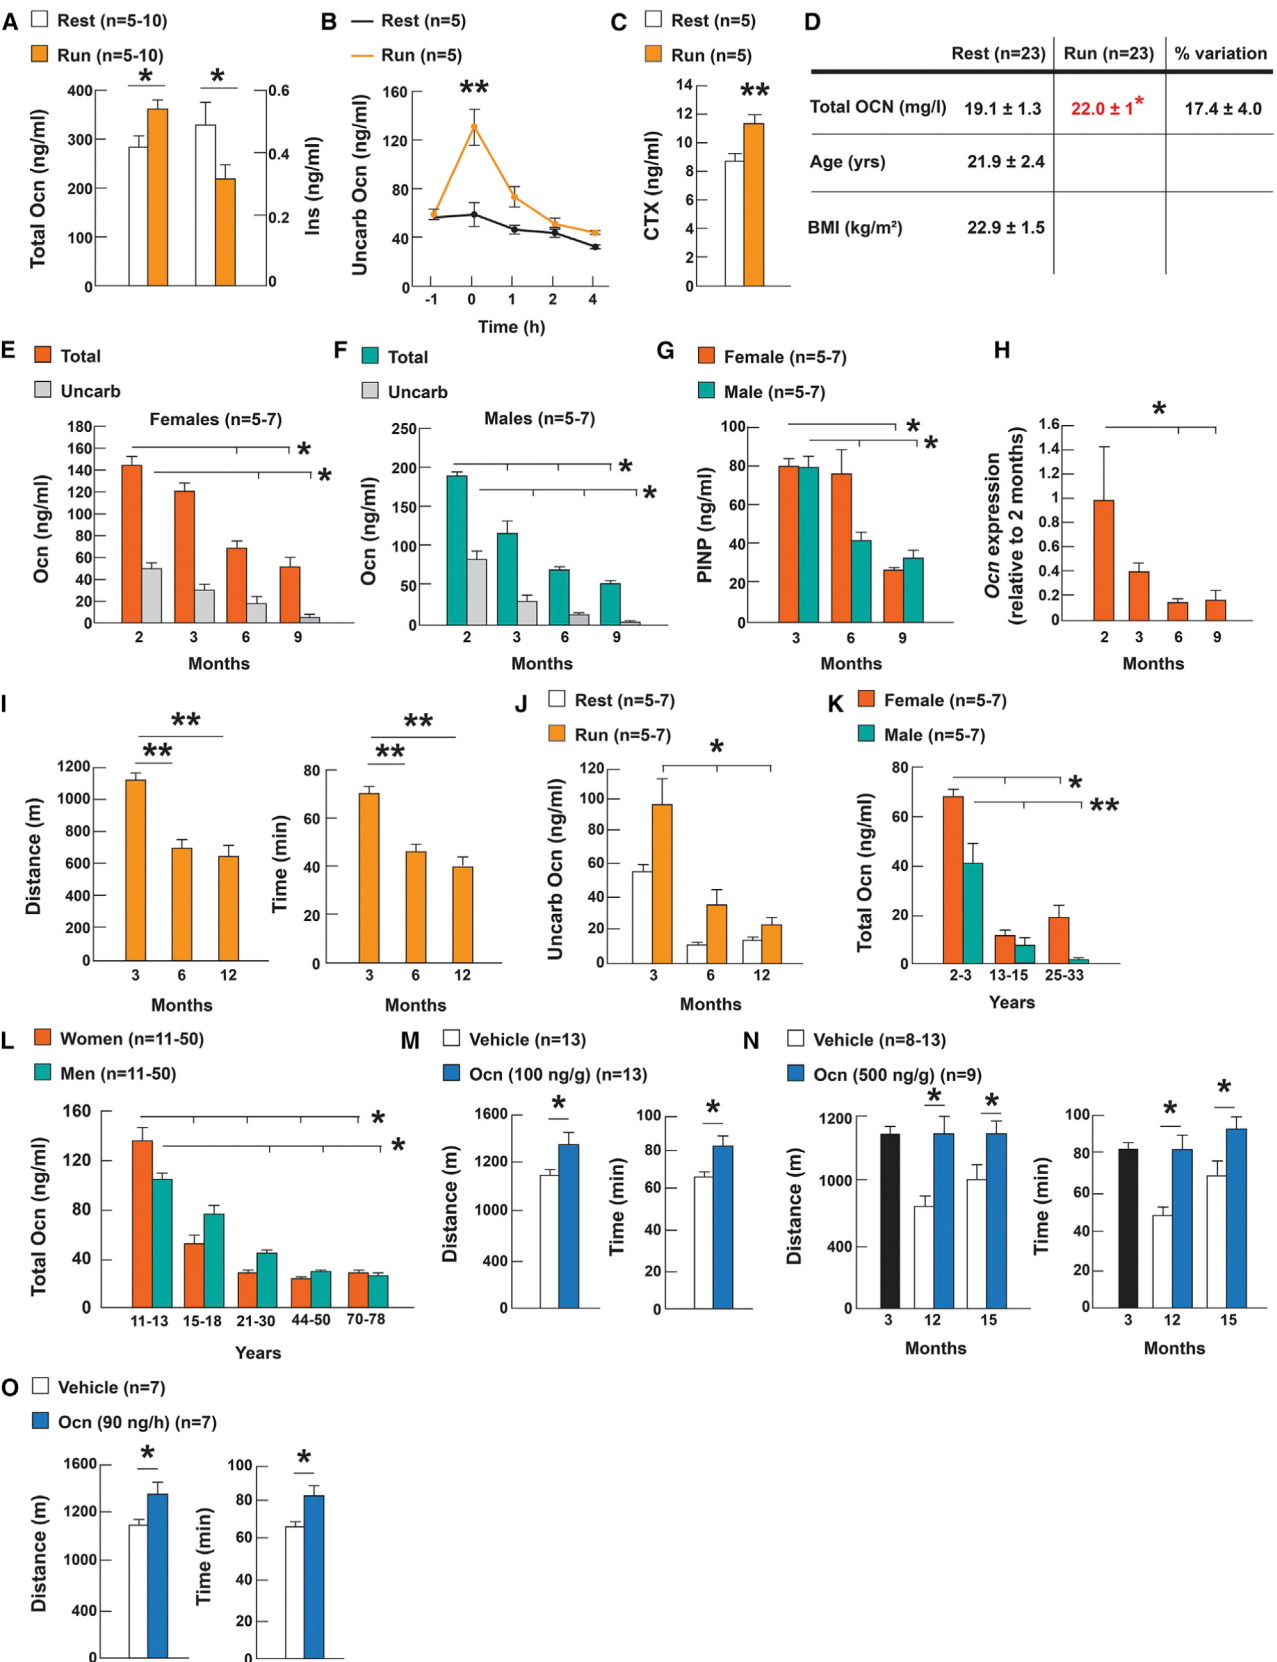 A
Rest (n=5-10)
Run (n=5-10)
*
*
400
300
200
100
0
Total Ocn (ng/ml)
0.6
0.4
0.2
0
Ins (ng/ml)
B
Rest (n=5)
Run (n=5)
**
160
120
80
40
0
Uncarb Ocn (ng/ml)
-1 0 1 2 4
Time (h)
C
Rest (n=5)
Run (n=5)
**
14
12
10
8
6
4
2
0
CTX (ng/ml)
D
Rest (n=23) Run (n=23) % variation
Total OCN (mg/l) 19.1 ± 1.3 22.0 ± 1* 17.4 ± 4.0
Age (yrs) 21.9 ± 2.4
BMI (kg/m²) 22.9 ± 1.5
E
Total
Uncarb
Females (n=5-7)
*
*
180
160
140
120
100
80
60
40
20
0
Ocn (ng/ml)
2 3 6 9
Months
F
Total
Uncarb
Males (n=5-7)
*
*
250
200
150
100
50
0
Ocn (ng/ml)
2 3 6 9
Months
G
Female (n=5-7)
Male (n=5-7)
*
*
100
80
60
40
20
0
PINP (ng/ml)
3 6 9
Months
H
*
1.6
1.4
1.2
1
0.8
0.6
0.4
0.2
0
Ocn expression
(relative to 2 months)
2 3 6 9
Months
I
**
**
1200
1000
800
600
400
200
0
Distance (m)
3 6 12
Months
**
**
80
60
40
20
0
Time (min)
3 6 12
Months
J
Rest (n=5-7)
Run (n=5-7)
*
120
100
80
60
40
20
0
Uncarb Ocn (ng/ml)
3 6 12
Months
K
Female (n=5-7)
Male (n=5-7)
*
**
80
60
40
20
0
Total Ocn (ng/ml)
2-3 13-15 25-33
Years
L
Women (n=11-50)
Men (n=11-50)
*
*
160
120
80
40
0
Total Ocn (ng/ml)
11-13 15-18 21-30 44-50 70-78
Years
M
Vehicle (n=13)
Ocn (100 ng/g) (n=13)
*
1600
1200
1000
400
0
Distance (m)
*
100
80
60
40
20
0
Time (min)
N
Vehicle (n=8-13)
Ocn (500 ng/g) (n=9)
*
*
1200
1000
400
0
Distance (m)
3 12 15
Months
*
*
100
80
60
40
20
0
Time (min)
3 12 15
Months
O
Vehicle (n=7)
Ocn (90 ng/h) (n=7)
*
1600
1200
1000
400
0
Distance (m)
*
100
80
60
40
20
0
Time (min)